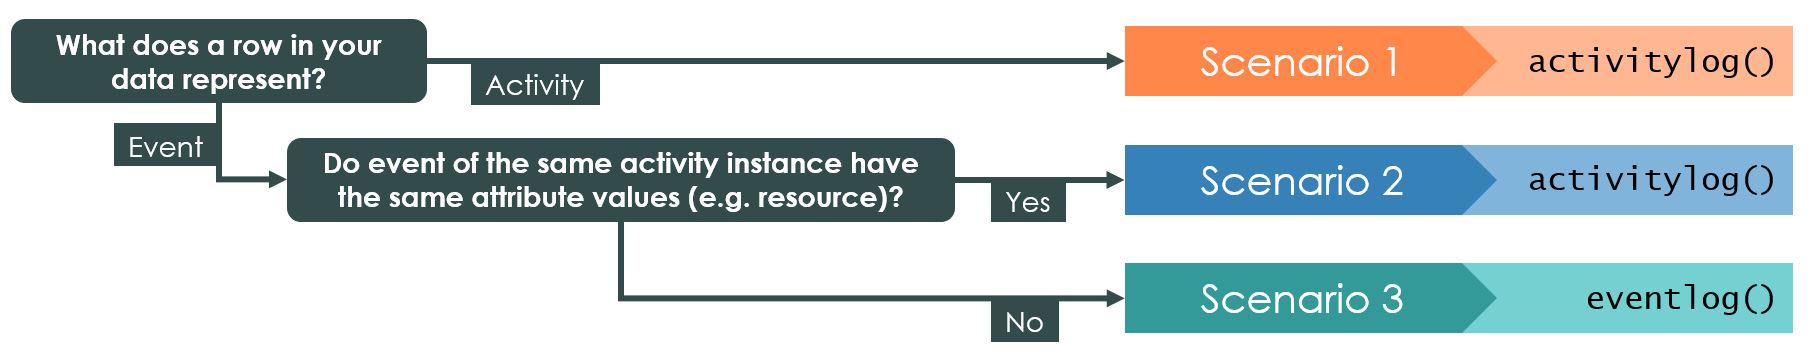 What does a row in your
data represent?
Activity
Scenario 1
activitylog()
Event
Do event of the same activity instance have
the same attribute values (e.g. resource)?
Yes
Scenario 2
activitylog()
No
Scenario 3
eventlog()